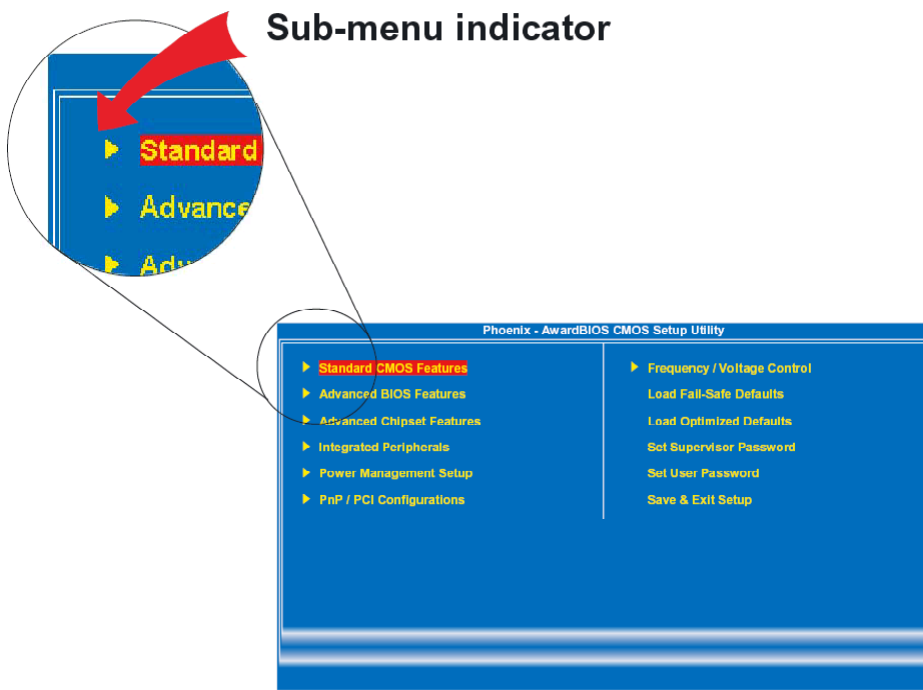 Sub-menu indicator
Standard
Advance
Adv
Phoenix - AwardBIOS CMOS Setup Utility
Standard CMOS Features
Advanced BIOS Features
Advanced Chipset Features
Integrated Peripherals
Power Management Setup
PnP / PCI Configurations
Frequency / Voltage Control
Load Fail-Safe Defaults
Load Optimized Defaults
Set Supervisor Password
Set User Password
Save & Exit Setup